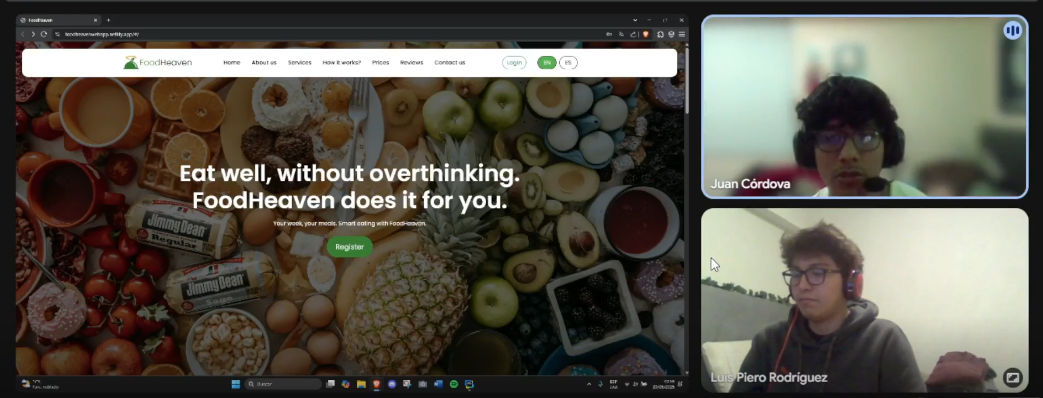 FoodHeaven
foodheavenwebapp.netlify.app/#/
FoodHeaven
Home About us Services How it works? Prices Reviews Contact us Login EN ES
Eat well, without overthinking.
FoodHeaven does it for you.
Your week, your meals. Smart eating with FoodHeaven.
Register
Jimmy Dean
Regular
Jimmy Dean
Sage
Buscar
Juan Córdova
Luis Piero Rodríguez